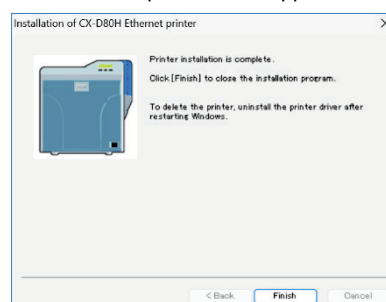 Installation of CX-D80H Ethernet printer
Printer installation is complete.
Click [Finish] to close the installation program.
To delete the printer, uninstall the printer driver after
restarting Windows.
< Back
Finish
Cancel